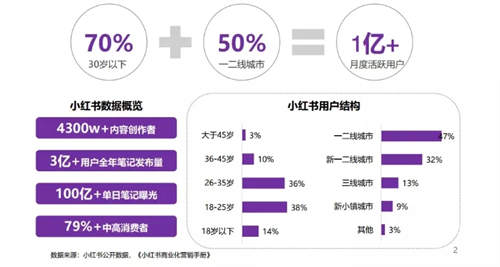 70%
30岁以下
50%
一二线城市
1亿+
月度活跃用户
小红书数据概览
4300w+内容创作者
3亿+用户全年笔记发布量
100亿+单日笔记曝光
79%+中高消费者
小红书用户结构
大于45岁 3%
36-45岁 10%
26-35岁 36%
18-25岁 38%
18岁以下 14%
一二线城市 47%
新一二线城市 32%
三线城市 13%
新小镇城市 9%
其他 3%
数据来源：小红书公开数据，《小红书商业化营销手册》
2